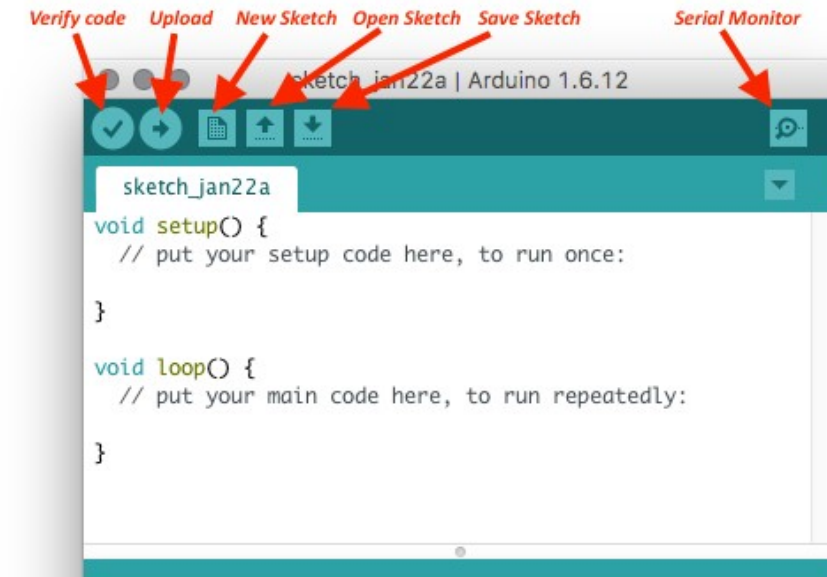 Verify code Upload New Sketch Open Sketch Save Sketch Serial Monitor
sketch_jan22a | Arduino 1.6.12
sketch_jan22a
void setup() {
  // put your setup code here, to run once:
}
void loop() {
  // put your main code here, to run repeatedly:
}